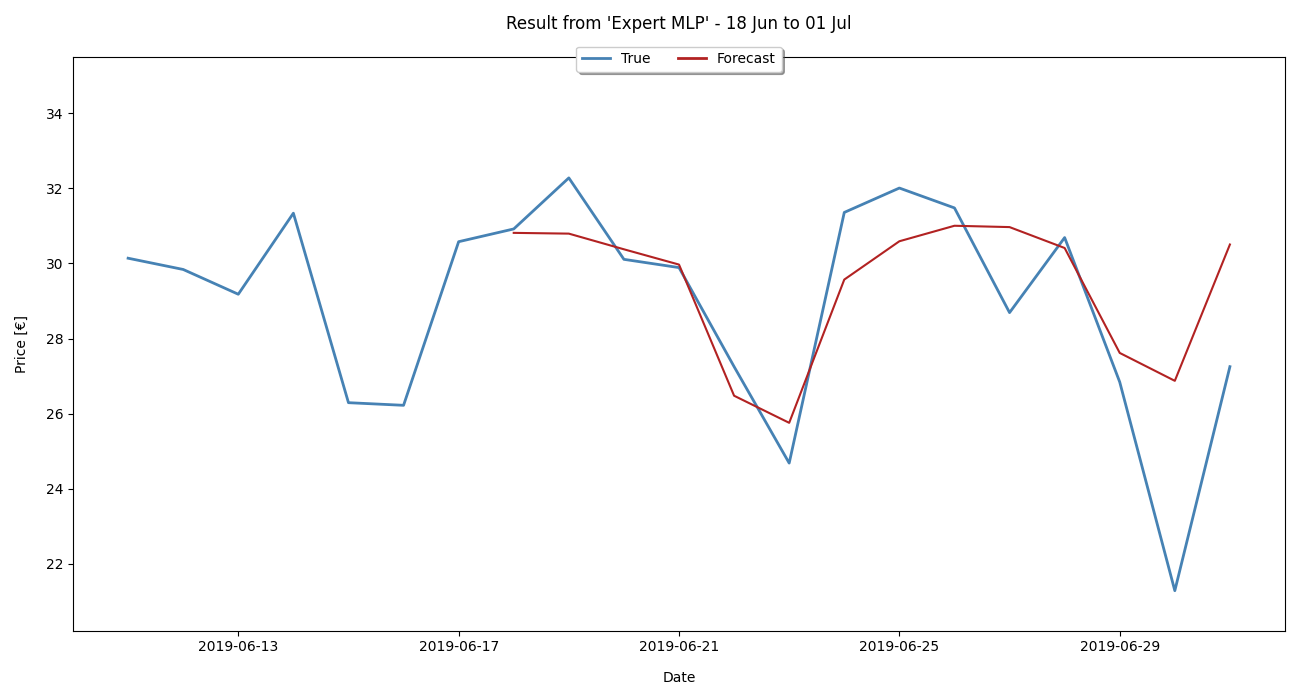 Result from 'Expert MLP' - 18 Jun to 01 Jul
True Forecast
34
32
30
28
26
24
22
Price [€]
2019-06-13 2019-06-17 2019-06-21 2019-06-25 2019-06-29
Date